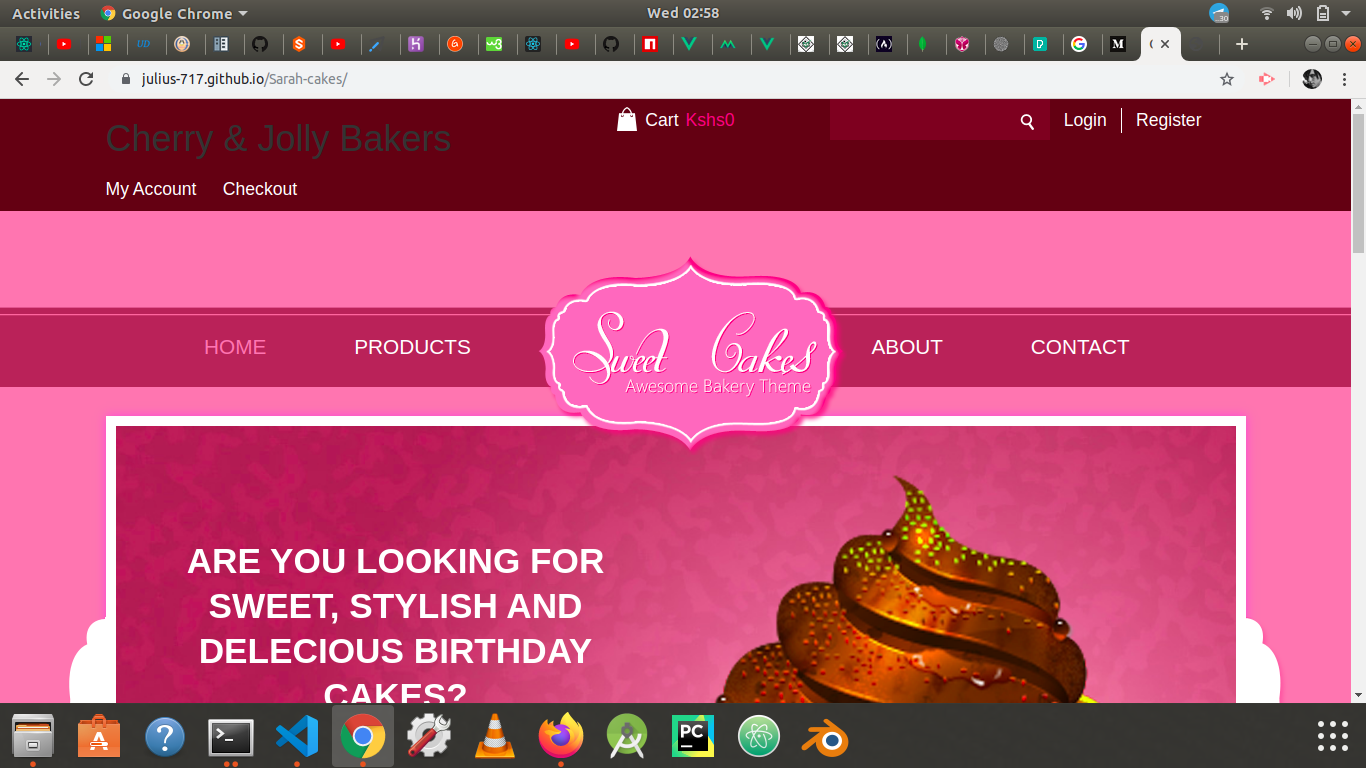 Activities Google Chrome Wed 02:58 30
julius-717.github.io/Sarah-cakes/
Cherry & Jolly Bakers
Cart Kshs0
Login Register
My Account Checkout
HOME PRODUCTS ABOUT CONTACT
Sweet Cakes
Awesome Bakery Theme
ARE YOU LOOKING FOR
SWEET, STYLISH AND
DELECIOUS BIRTHDAY
CAKES?
PC